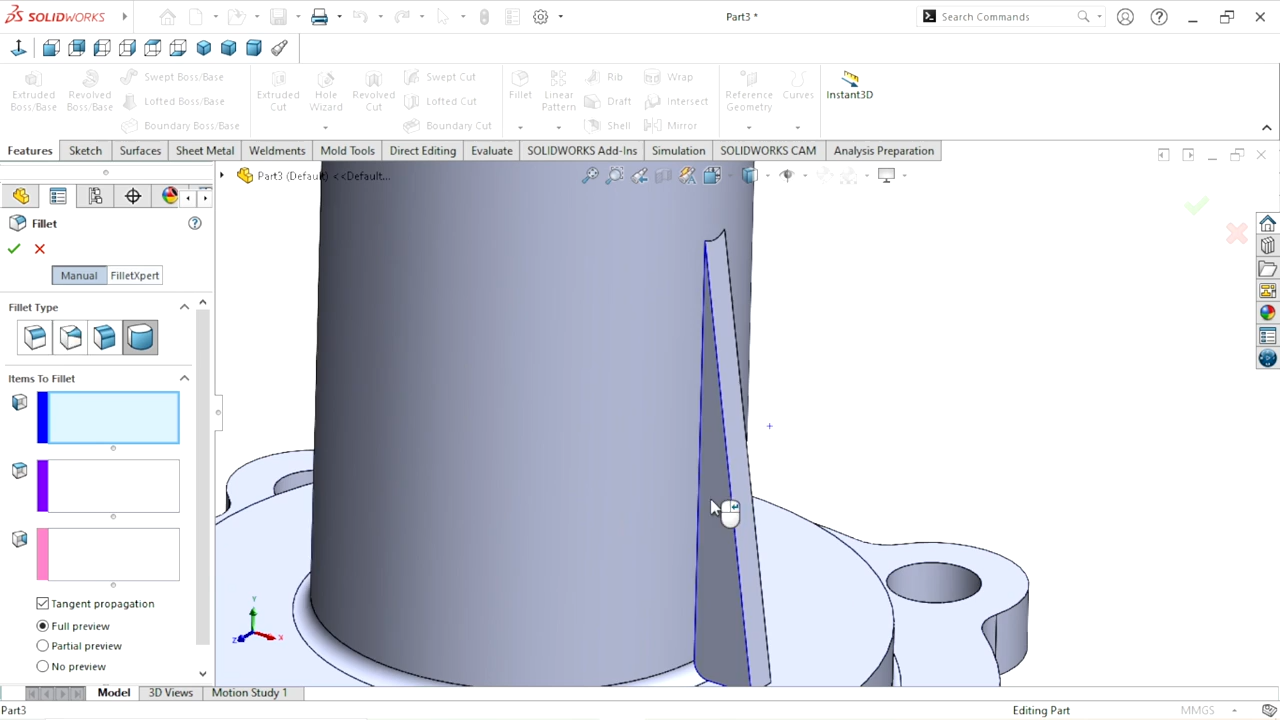 SOLIDWORKS
Part3 *
Search Commands
Extruded Boss/Base
Revolved Boss/Base
Swept Boss/Base
Lofted Boss/Base
Boundary Boss/Base
Extruded Cut
Hole Wizard
Revolved Cut
Swept Cut
Lofted Cut
Boundary Cut
Fillet
Linear Pattern
Rib
Draft
Shell
Wrap
Intersect
Mirror
Reference Geometry
Curves
Instant3D
Features
Sketch
Surfaces
Sheet Metal
Weldments
Mold Tools
Direct Editing
Evaluate
SOLIDWORKS Add-Ins
Simulation
SOLIDWORKS CAM
Analysis Preparation
Part3 (Default) <<Default...
Fillet
Manual
FilletXpert
Fillet Type
Items To Fillet
Tangent propagation
Full preview
Partial preview
No preview
Y
Z
X
Model
3D Views
Motion Study 1
Part3
Editing Part
MMGS